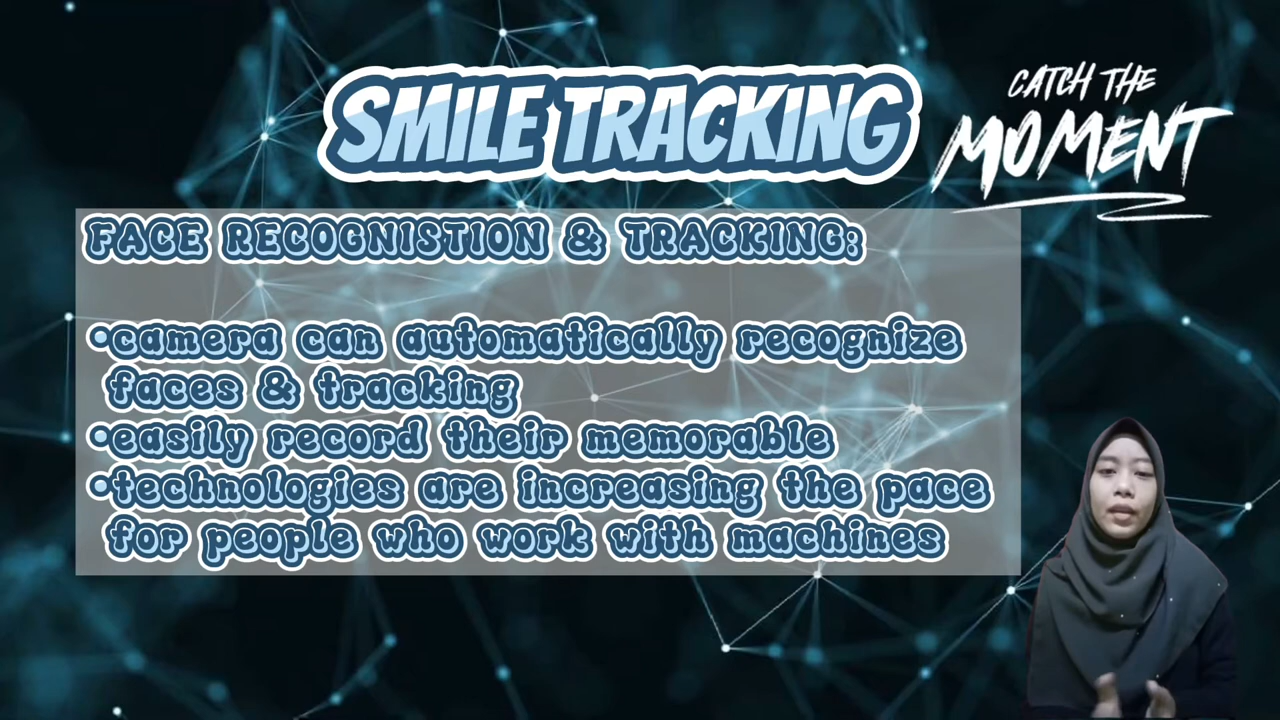 SMILE TRACKING
CATCH THE
MOMENT
FACE RECOGNISTION & TRACKING:
•camera can automatically recognize
faces & tracking
•easily record their memorable
•technologies are increasing the pace
for people who work with machines